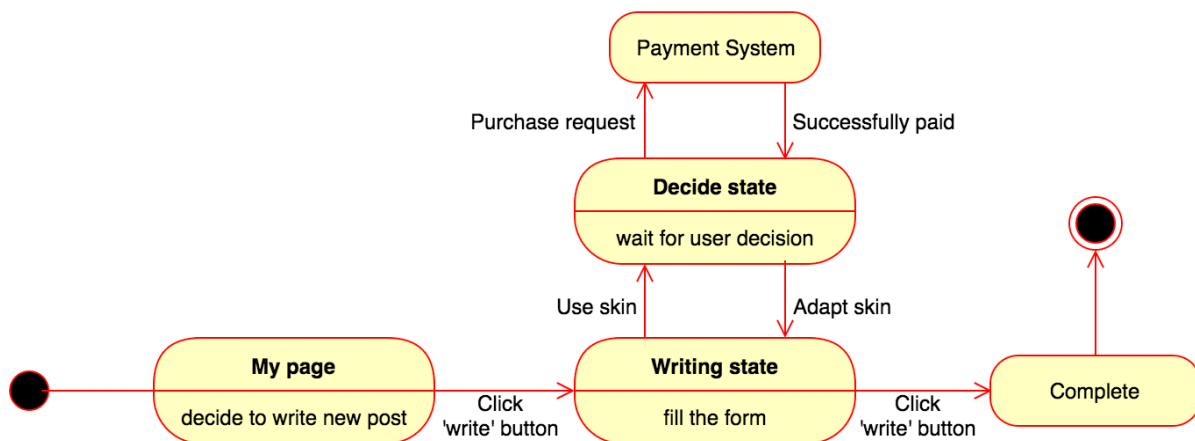 Payment System
Purchase request
Successfully paid
Decide state
wait for user decision
Use skin
Adapt skin
My page
decide to write new post
Click
'write' button
Writing state
fill the form
Click
'write' button
Complete